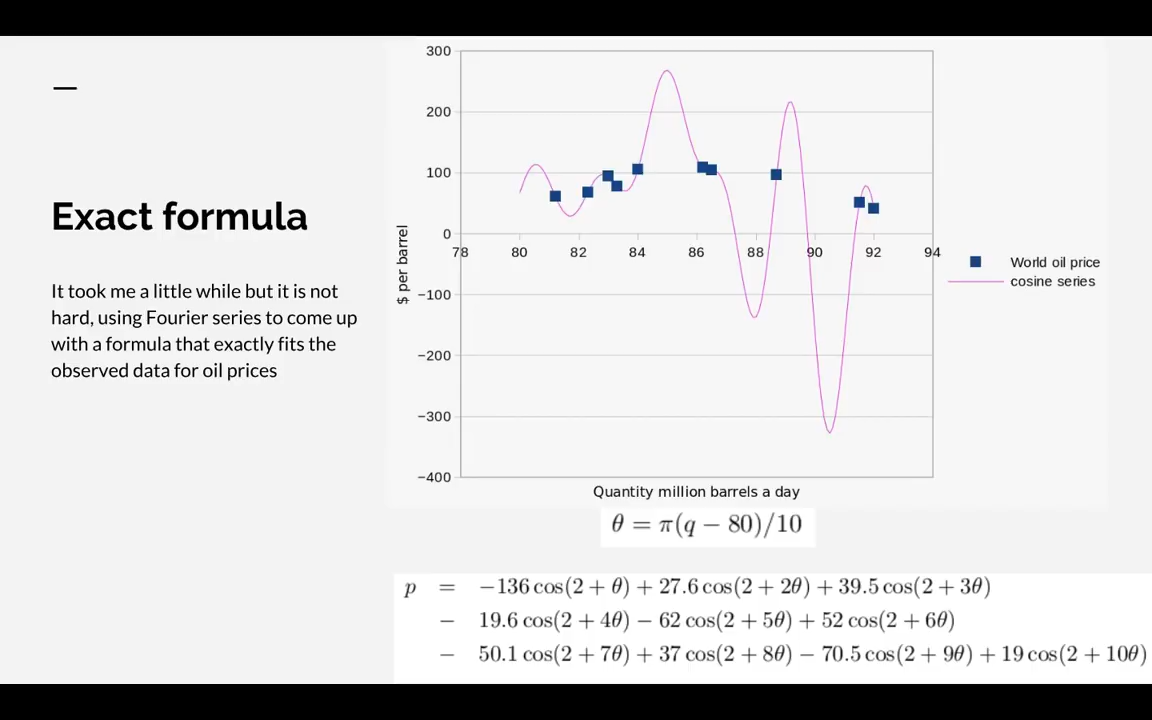 Exact formula
It took me a little while but it is not
hard, using Fourier series to come up
with a formula that exactly fits the
observed data for oil prices
300
200
100
0
−100
−200
−300
−400
$ per barrel
78 80 82 84 86 88 90 92 94
Quantity million barrels a day
World oil price
cosine series
θ = π(q − 80)/10
p = −136 cos(2 + θ) + 27.6 cos(2 + 2θ) + 39.5 cos(2 + 3θ)
− 19.6 cos(2 + 4θ) − 62 cos(2 + 5θ) + 52 cos(2 + 6θ)
− 50.1 cos(2 + 7θ) + 37 cos(2 + 8θ) − 70.5 cos(2 + 9θ) + 19 cos(2 + 10θ)